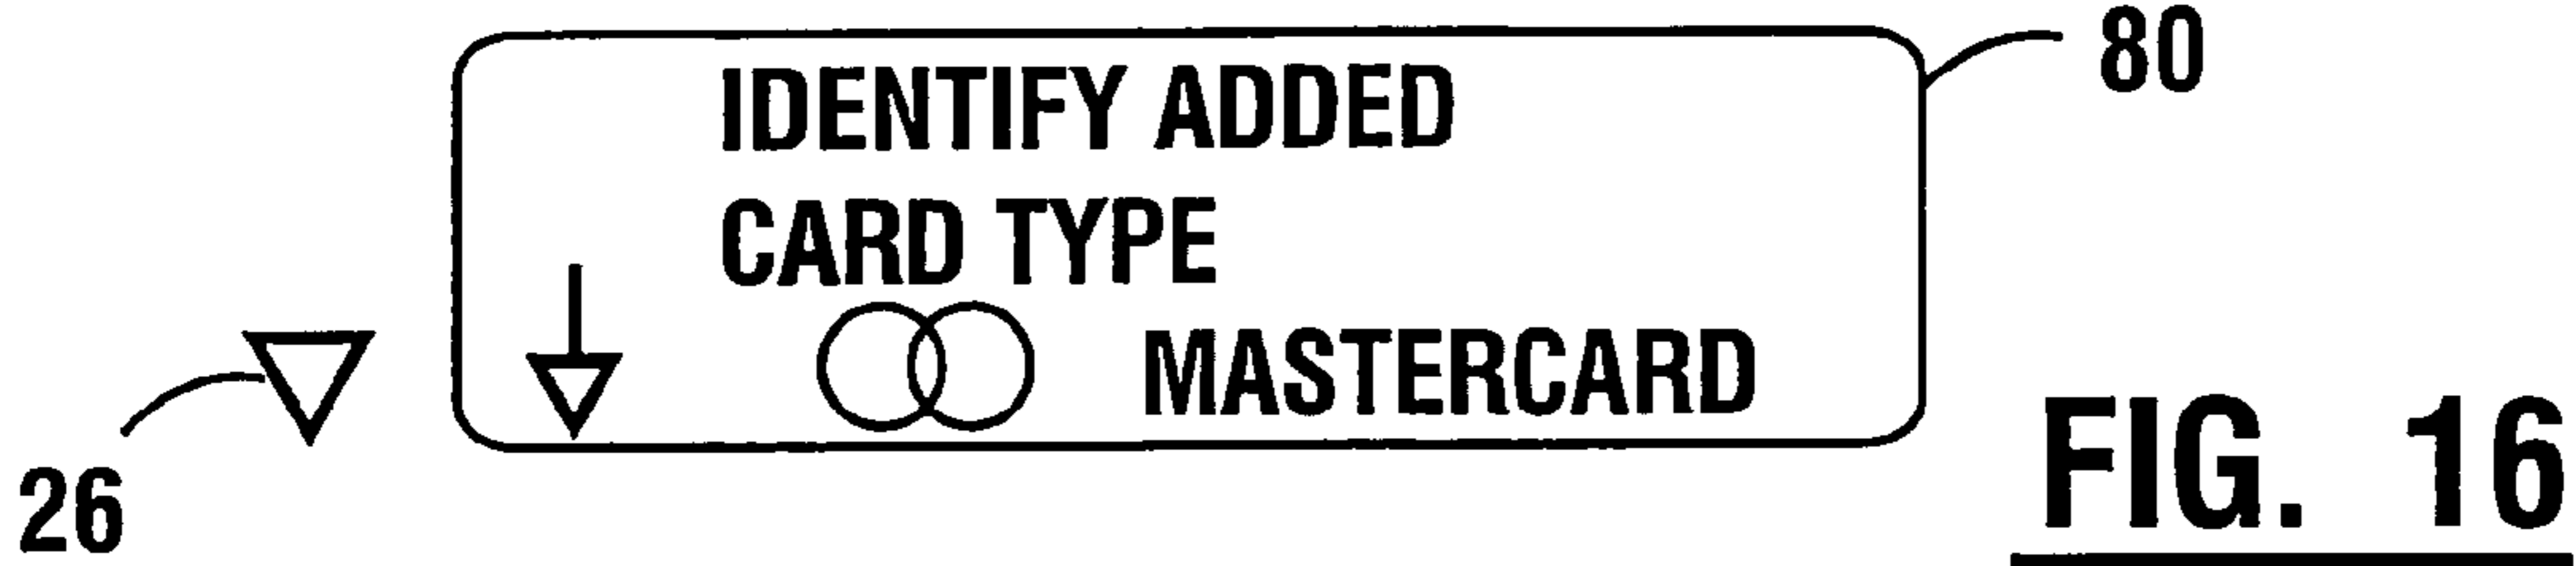 80
IDENTIFY ADDED
CARD TYPE
MASTERCARD
26
FIG. 16